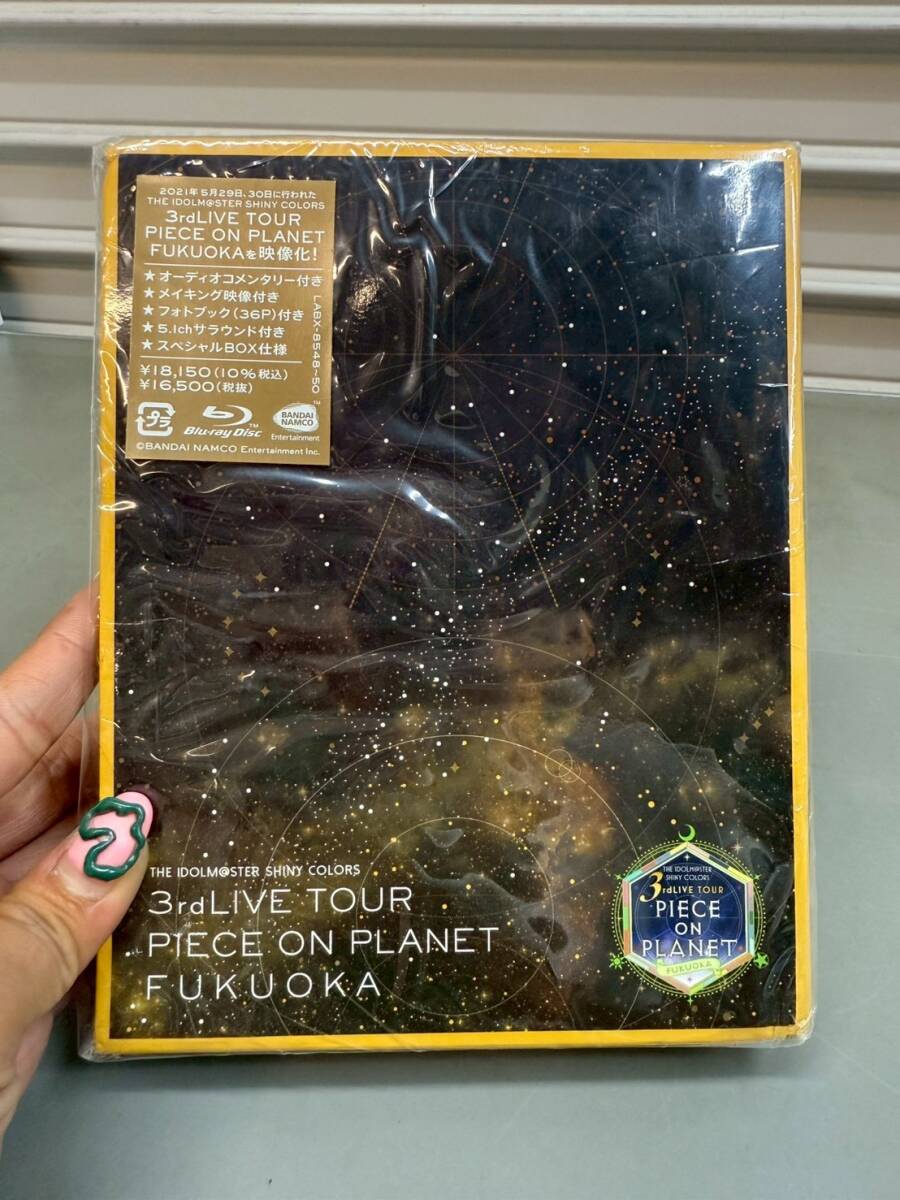 2021年5月29日、30日に行われた
THE IDOLM@STER SHINY COLORS
3rdLIVE TOUR
PIECE ON PLANET
FUKUOKAを映像化!
★オーディオコメンタリー付き
★メイキング映像付き
★フォトブック(36P)付き
★5.1chサラウンド付き
★スペシャルBOX仕様
LABX-8548~50
¥18,150(10%税込)
¥16,500(税抜)
プラ
Blu-ray Disc™
BANDAI NAMCO™
Entertainment
©BANDAI NAMCO Entertainment Inc.
THE IDOLM@STER SHINY COLORS
3rdLIVE TOUR
PIECE ON PLANET
FUKUOKA
THE IDOLM@STER
SHINY COLORS
3rdLIVE TOUR
PIECE
ON
PLANET
FUKUOKA